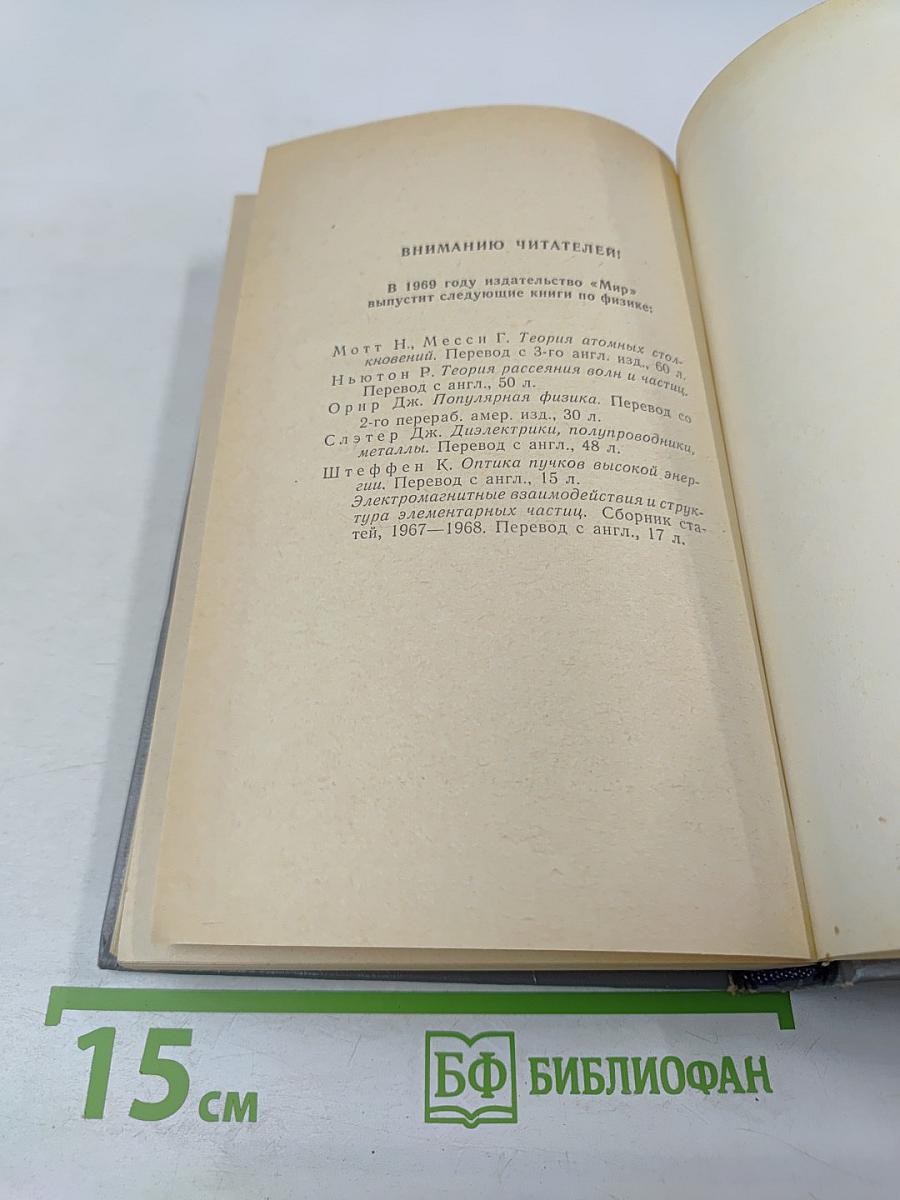 ВНИМАНИЮ ЧИТАТЕЛЕЙ!
В 1969 году издательство «Мир»
выпустит следующие книги по физике:
Мотт Н., Месси Г. Теория атомных стол-
кновений. Перевод с 3-го англ. изд., 60 л.
Ньютон Р. Теория рассеяния волн и частиц.
Перевод с англ., 50 л.
Орир Дж. Популярная физика. Перевод со
2-го перераб. амер. изд., 30 л.
Слэтер Дж. Диэлектрики, полупроводники,
металлы. Перевод с англ., 48 л.
Штеффен К. Оптика пучков высокой энер-
гии. Перевод с англ., 15 л.
Электромагнитные взаимодействия и струк-
тура элементарных частиц. Сборник ста-
тей, 1967—1968. Перевод с англ., 17 л.
15 см
БФ БИБЛИОФАН